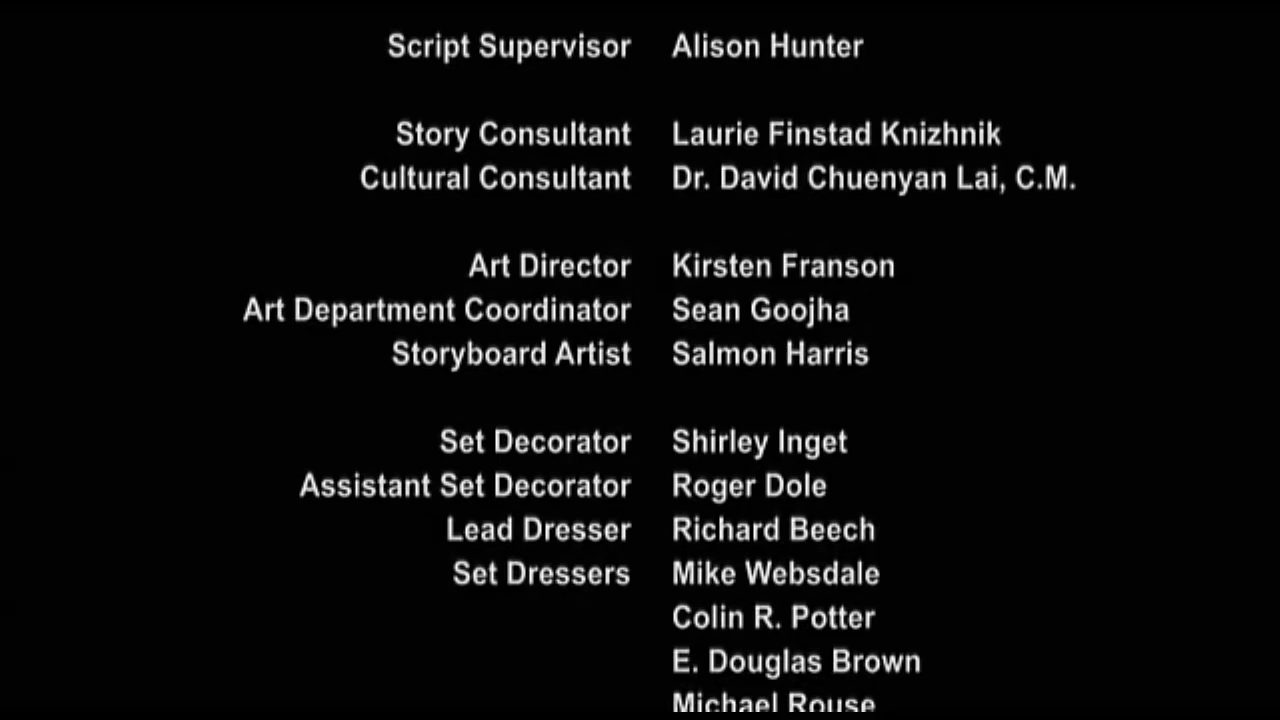 Script Supervisor Alison Hunter
Story Consultant Laurie Finstad Knizhnik
Cultural Consultant Dr. David Chuenyan Lai, C.M.
Art Director Kirsten Franson
Art Department Coordinator Sean Goojha
Storyboard Artist Salmon Harris
Set Decorator Shirley Inget
Assistant Set Decorator Roger Dole
Lead Dresser Richard Beech
Set Dressers Mike Websdale
Colin R. Potter
E. Douglas Brown
Michael Rouse